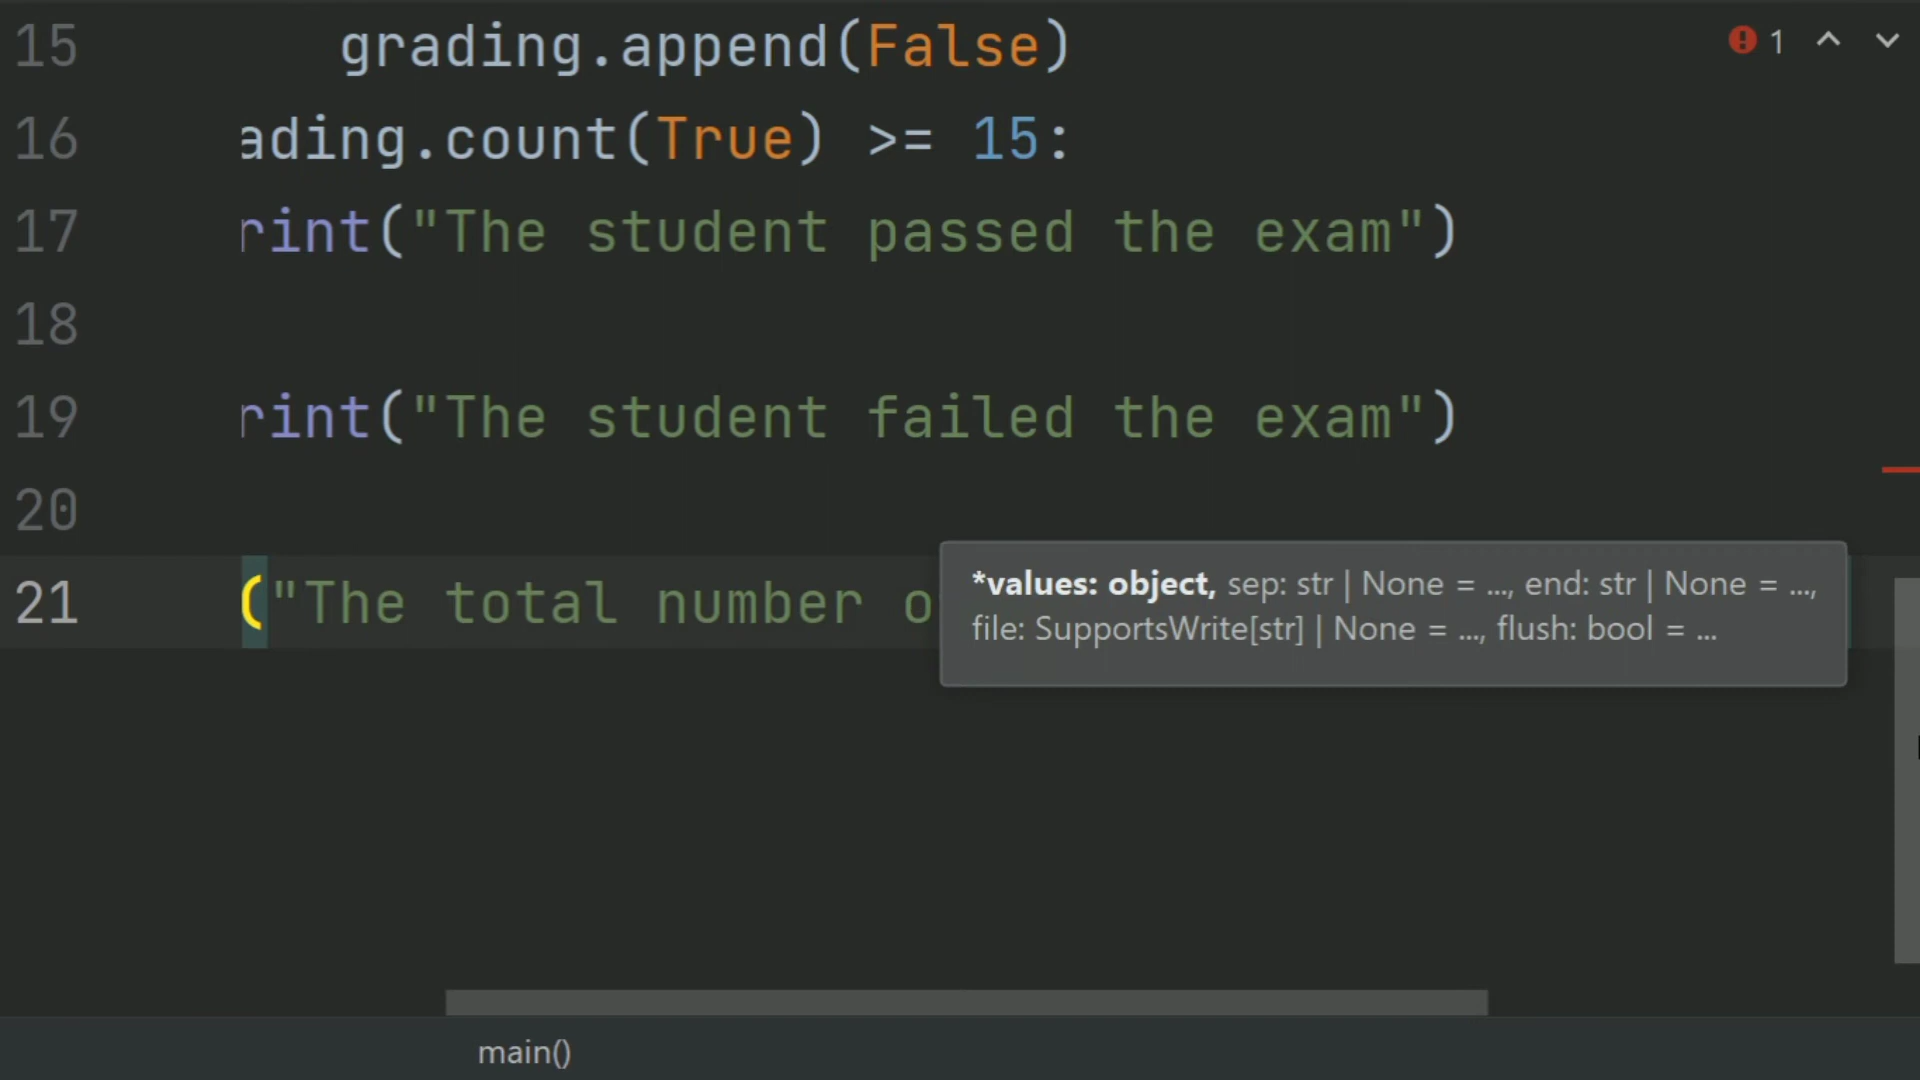 15 grading.append(False)
1
16 ading.count(True) >= 15:
17 rint("The student passed the exam")
18
19 rint("The student failed the exam")
20
21 ("The total number o
*values: object, sep: str | None = ..., end: str | None = ...,
file: SupportsWrite[str] | None = ..., flush: bool = ...
main()